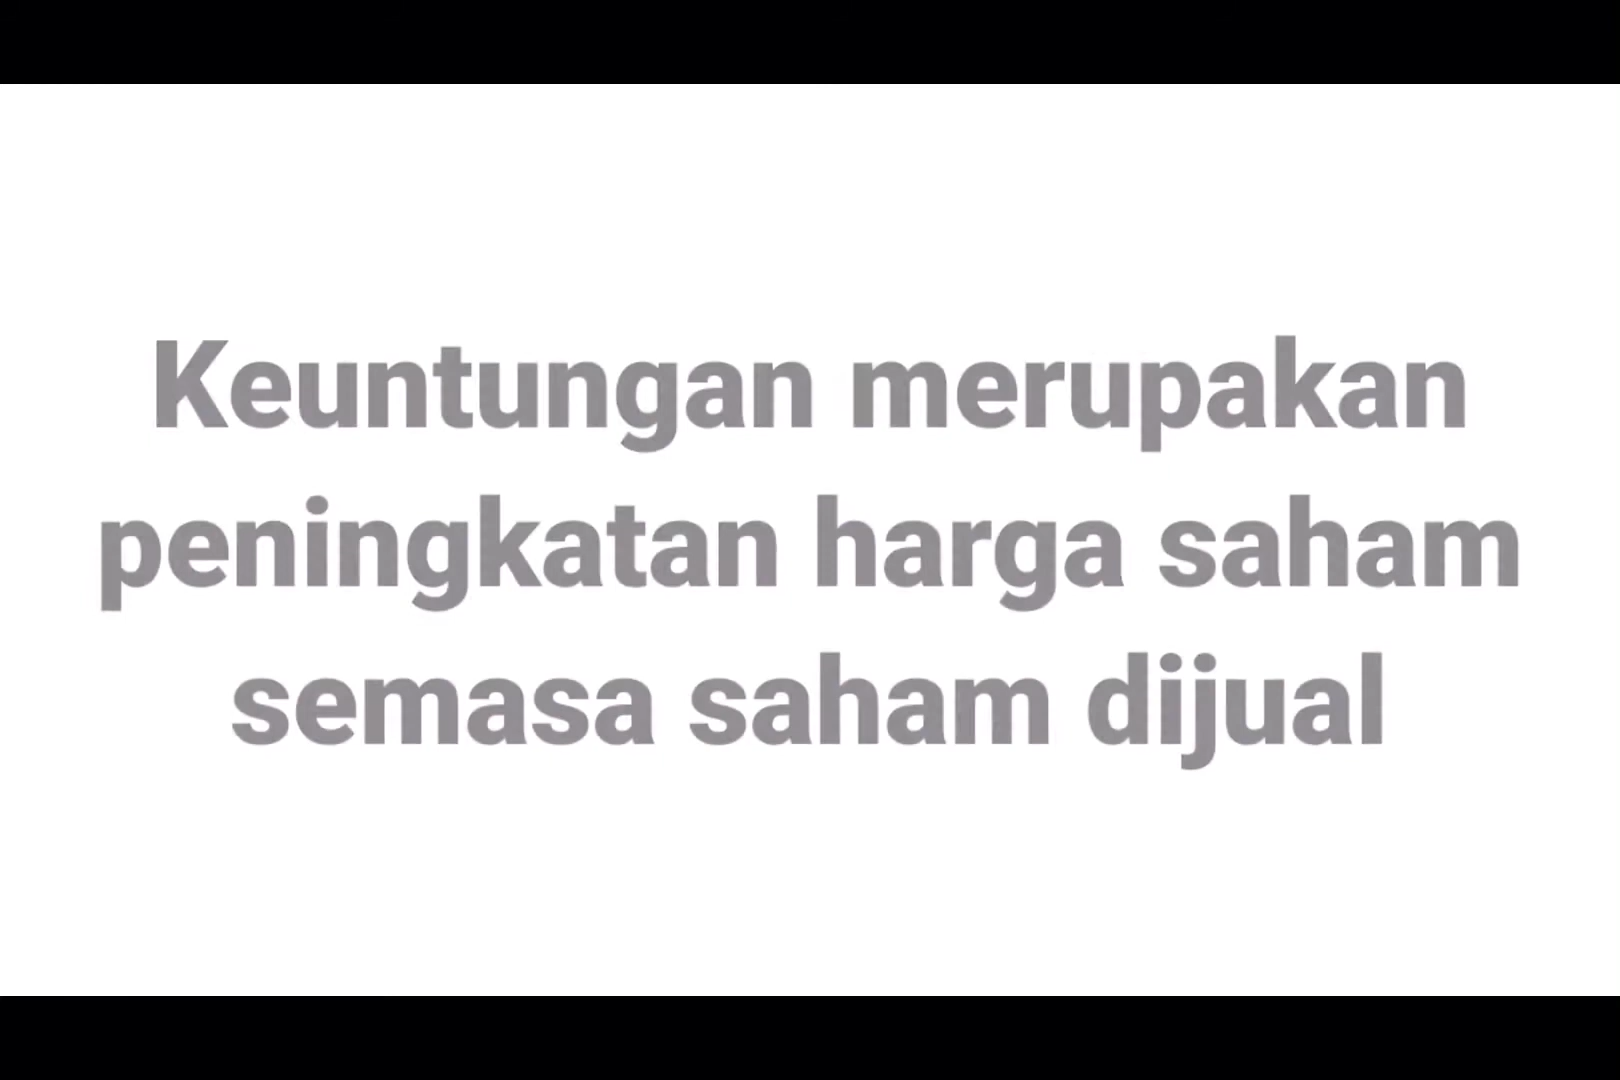 Keuntungan merupakan
peningkatan harga saham
semasa saham dijual